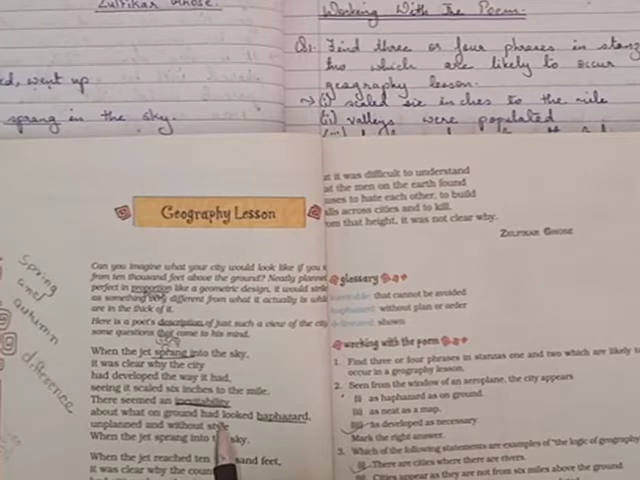 Zulfikar Ghose.
ed, went up
sprang in the sky.
Working With The Poem
Q1. Find three or four phrases in stanz
two which are likely to occur
geography lesson.
→ (i) scaled six inches to the mile
(ii) valleys were populated
Geography Lesson
Can you imagine what your city would look like if you s
from ten thousand feet above the ground? Neatly planned
perfect in proportion like a geometric design, it would strike
as something very different from what it actually is while
are in the thick of it.
Here is a poet's description of just such a view of the city
some questions that come to his mind.
When the jet sprang into the sky,
it was clear why the city
had developed the way it had,
seeing it scaled six inches to the mile.
There seemed an inevitability
about what on ground had looked haphazard,
unplanned and without style
When the jet sprang into sky.
When the jet reached ten sand feet,
it was clear why the coun
Spring
and
autumn
difference
t it was difficult to understand
at the men on the earth found
uses to hate each other, to build
alls across cities and to kill.
om that height, it was not clear why.
Zulfikar Ghose
glossary
that cannot be avoided
haphazard: without plan or order
shown
working with the poem
1. Find three or four phrases in stanzas one and two which are likely to
occur in a geography lesson.
2. Seen from the window of an aeroplane, the city appears
(i) as haphazard as on ground.
(ii) as neat as a map.
as developed as necessary.
Mark the right answer.
3. Which of the following statements are examples of "the logic of geography
(i) There are cities where there are rivers.
Cities appear as they are not from six miles above the ground.